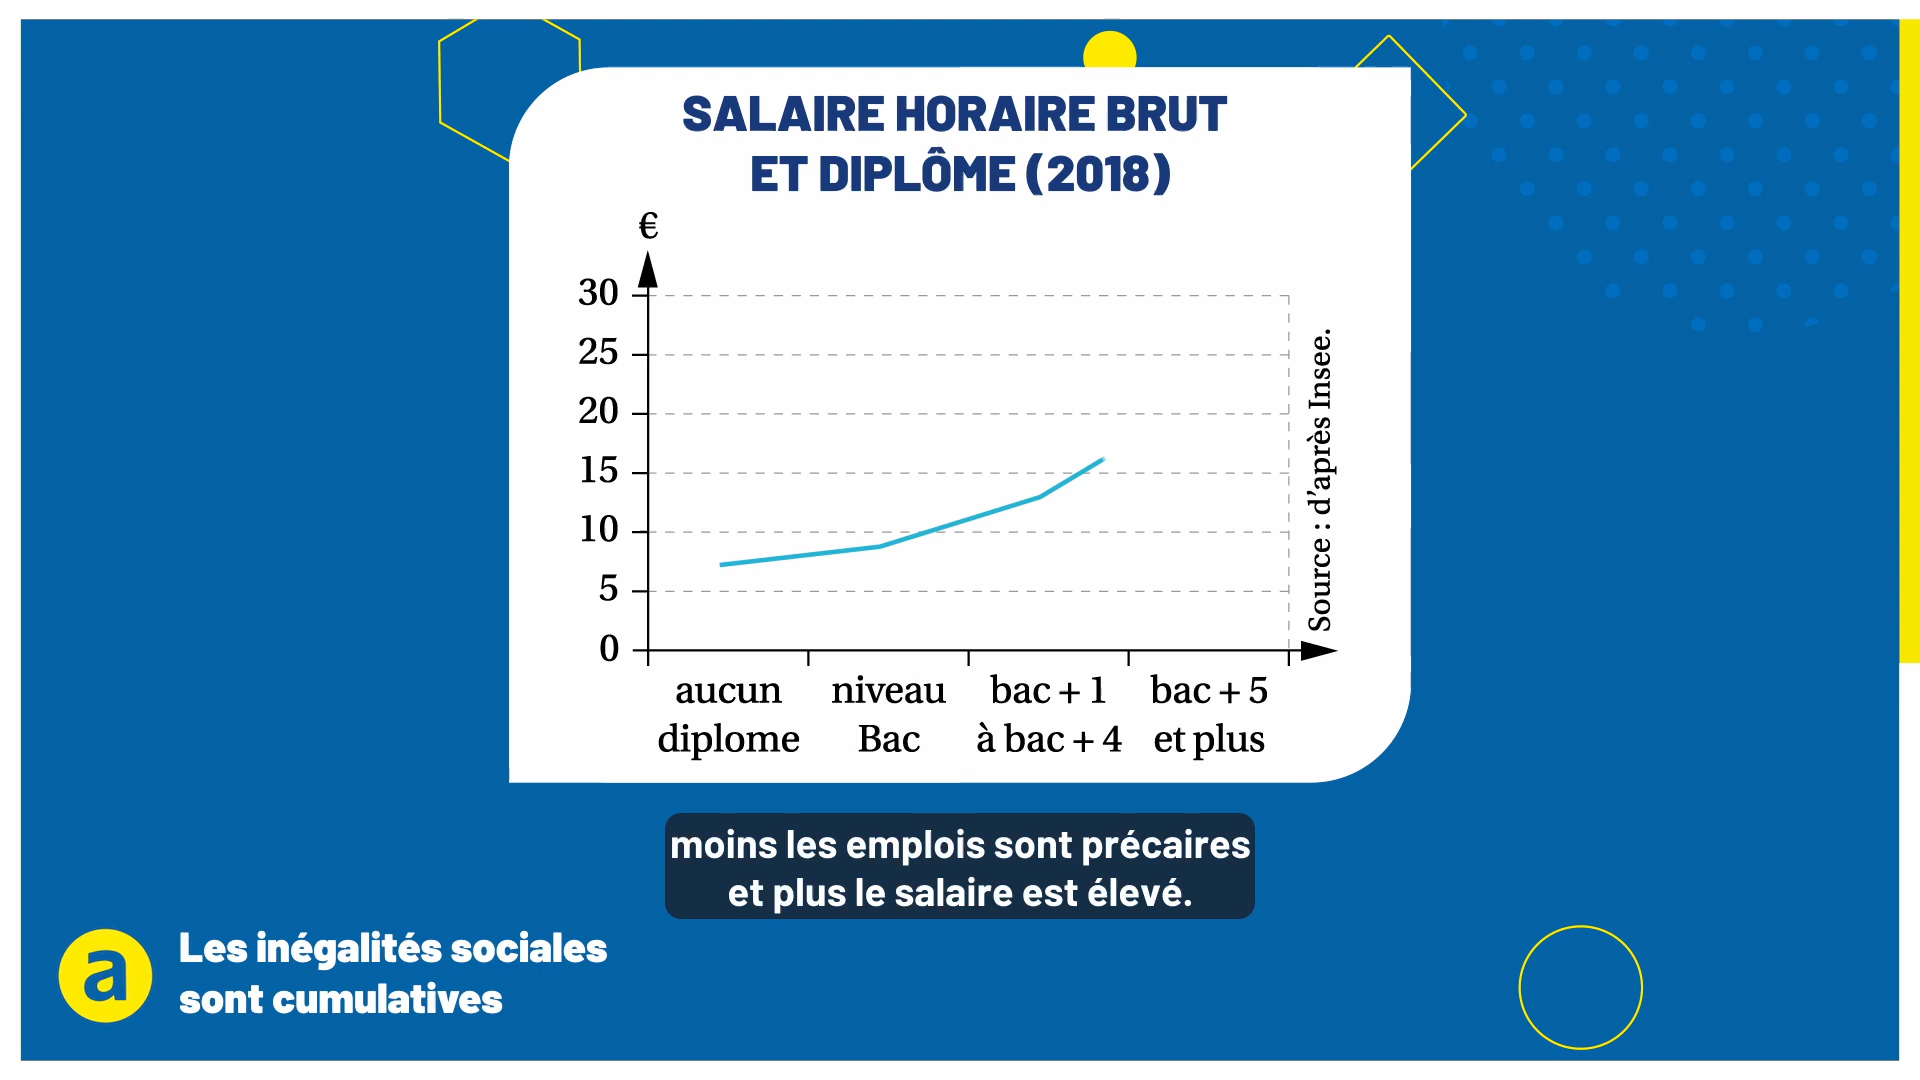 SALAIRE HORAIRE BRUT
ET DIPLÔME (2018)
€
30
25
20
15
10
5
0
aucun
diplome
niveau
Bac
bac + 1
à bac + 4
bac + 5
et plus
Source : d'après Insee.
moins les emplois sont précaires
et plus le salaire est élevé.
a
Les inégalités sociales
sont cumulatives